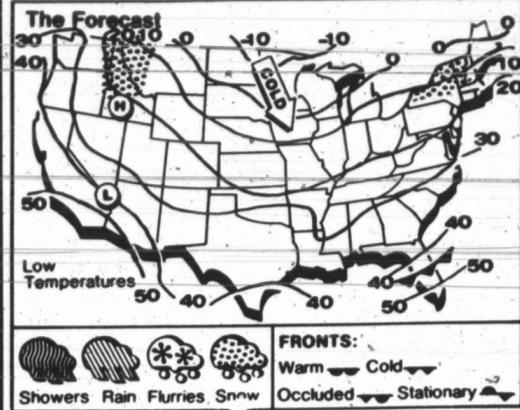 The Forecast
30 20 10 -0 -10 -10 0 0
40 0 10
20
COLD
H
30
L
50
40
Low
Temperatures
50 40 40 40 50
50
Showers Rain Flurries Snow
FRONTS:
Warm Cold
Occluded Stationary